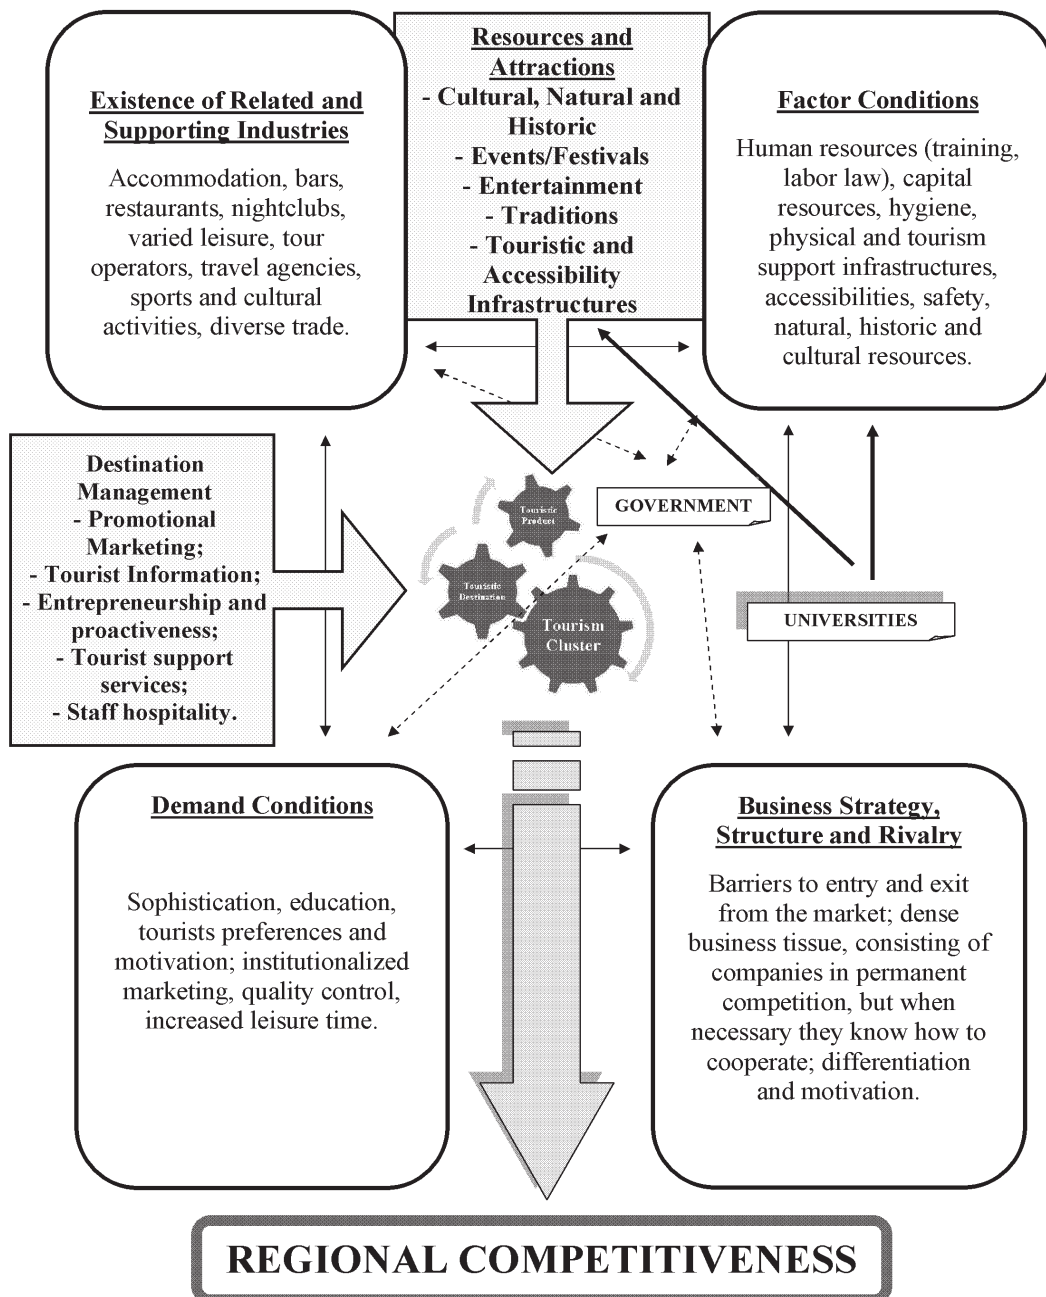 Existence of Related and
Supporting Industries
Accommodation, bars,
restaurants, nightclubs,
varied leisure, tour
operators, travel agencies,
sports and cultural
activities, diverse trade.
Resources and
Attractions
- Cultural, Natural and
Historic
- Events/Festivals
- Entertainment
- Traditions
- Touristic and
Accessibility
Infrastructures
Factor Conditions
Human resources (training,
labor law), capital
resources, hygiene,
physical and tourism
support infrastructures,
accessibilities, safety,
natural, historic and
cultural resources.
Destination
Management
- Promotional
Marketing;
- Tourist Information;
- Entrepreneurship and
proactiveness;
- Tourist support
services;
- Staff hospitality.
Touristic
Product
Touristic
Destination
Tourism
Cluster
GOVERNMENT
UNIVERSITIES
Demand Conditions
Sophistication, education,
tourists preferences and
motivation; institutionalized
marketing, quality control,
increased leisure time.
Business Strategy,
Structure and Rivalry
Barriers to entry and exit
from the market; dense
business tissue, consisting of
companies in permanent
competition, but when
necessary they know how to
cooperate; differentiation
and motivation.
REGIONAL COMPETITIVENESS